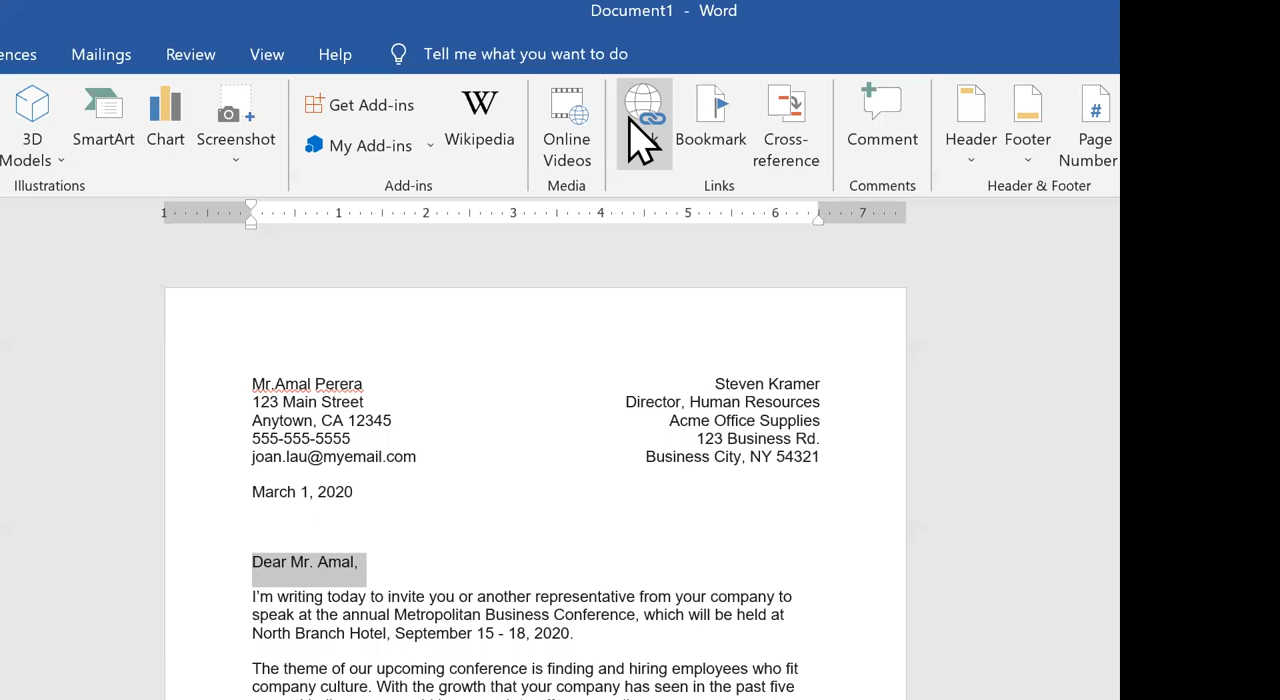 Document1 - Word
ences Mailings Review View Help Tell me what you want to do
3D Models
SmartArt
Chart
Screenshot
Illustrations
Get Add-ins
My Add-ins
Wikipedia
Add-ins
Online Videos
Media
Bookmark
Cross-reference
Links
Comment
Comments
Header
Footer
Page Number
Header & Footer
1 1 2 3 4 5 6 7
Mr.Amal Perera
123 Main Street
Anytown, CA 12345
555-555-5555
joan.lau@myemail.com
Steven Kramer
Director, Human Resources
Acme Office Supplies
123 Business Rd.
Business City, NY 54321
March 1, 2020
Dear Mr. Amal,
I'm writing today to invite you or another representative from your company to
speak at the annual Metropolitan Business Conference, which will be held at
North Branch Hotel, September 15 - 18, 2020.
The theme of our upcoming conference is finding and hiring employees who fit
company culture. With the growth that your company has seen in the past five